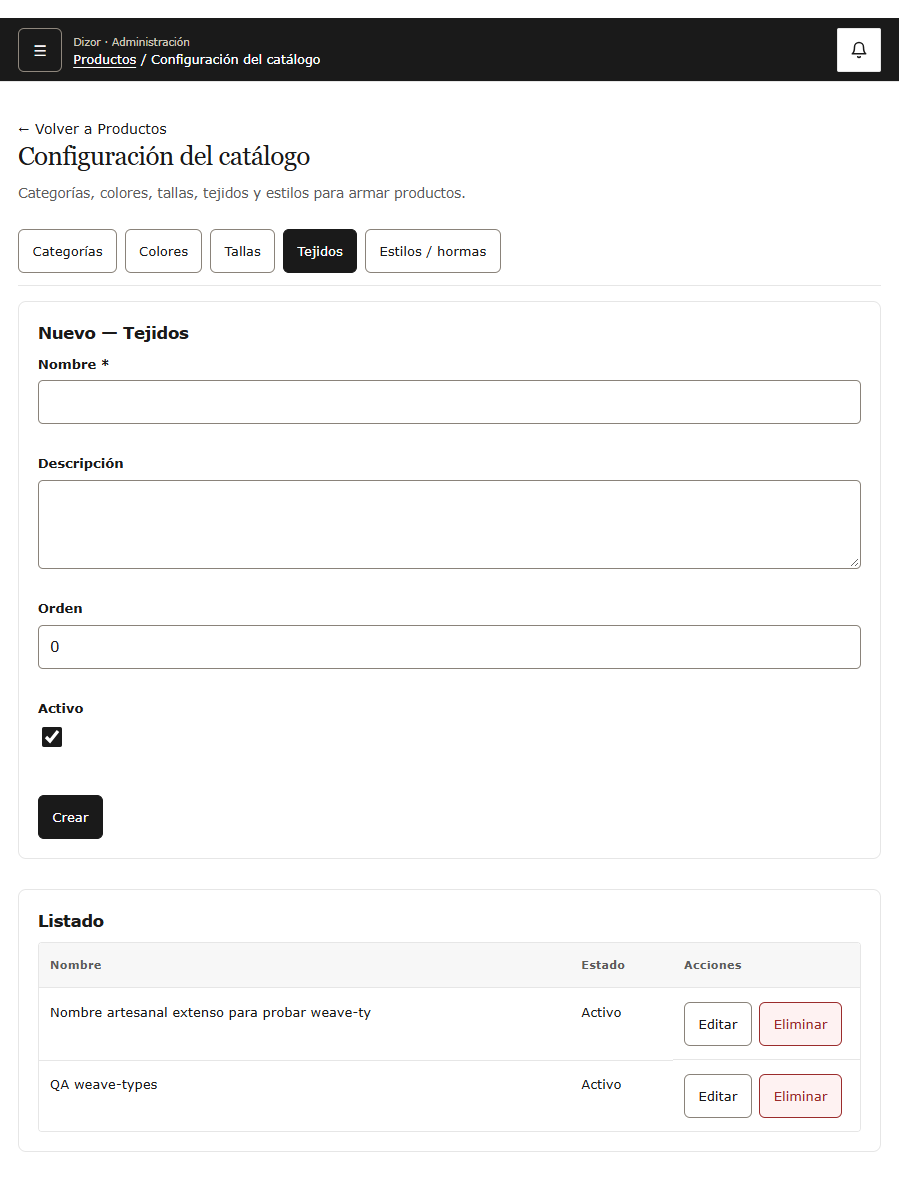 ☰
Dizor · Administración
Productos / Configuración del catálogo
← Volver a Productos
Configuración del catálogo
Categorías, colores, tallas, tejidos y estilos para armar productos.
Categorías Colores Tallas Tejidos Estilos / hormas
Nuevo — Tejidos
Nombre *
Descripción
Orden
0
Activo
Crear
Listado
Nombre Estado Acciones
Nombre artesanal extenso para probar weave-ty Activo Editar Eliminar
QA weave-types Activo Editar Eliminar